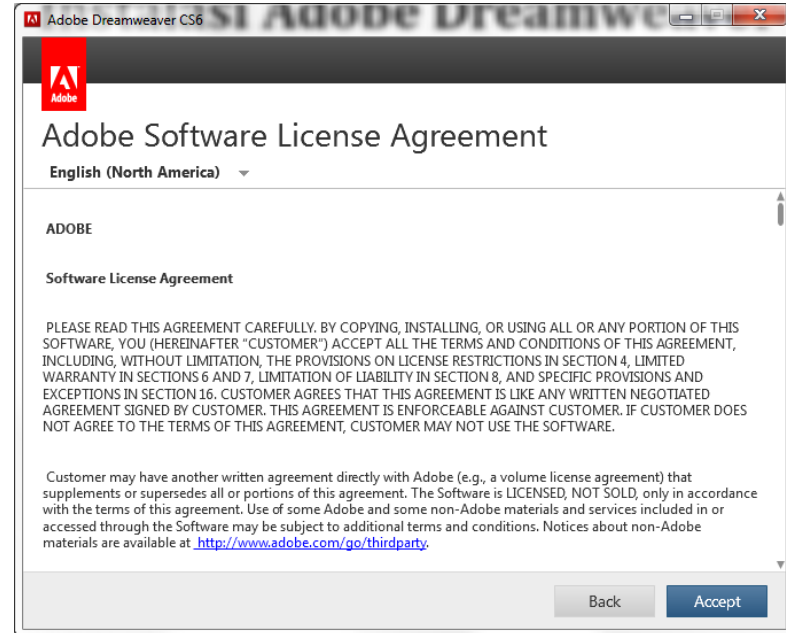 Instalasi Adobe Dreamweaver
Adobe Dreamweaver CS6
Adobe
Adobe Software License Agreement
English (North America)
ADOBE
Software License Agreement
PLEASE READ THIS AGREEMENT CAREFULLY. BY COPYING, INSTALLING, OR USING ALL OR ANY PORTION OF THIS
SOFTWARE, YOU (HEREINAFTER “CUSTOMER”) ACCEPT ALL THE TERMS AND CONDITIONS OF THIS AGREEMENT,
INCLUDING, WITHOUT LIMITATION, THE PROVISIONS ON LICENSE RESTRICTIONS IN SECTION 4, LIMITED
WARRANTY IN SECTIONS 6 AND 7, LIMITATION OF LIABILITY IN SECTION 8, AND SPECIFIC PROVISIONS AND
EXCEPTIONS IN SECTION 16. CUSTOMER AGREES THAT THIS AGREEMENT IS LIKE ANY WRITTEN NEGOTIATED
AGREEMENT SIGNED BY CUSTOMER. THIS AGREEMENT IS ENFORCEABLE AGAINST CUSTOMER. IF CUSTOMER DOES
NOT AGREE TO THE TERMS OF THIS AGREEMENT, CUSTOMER MAY NOT USE THE SOFTWARE.
Customer may have another written agreement directly with Adobe (e.g., a volume license agreement) that
supplements or supersedes all or portions of this agreement. The Software is LICENSED, NOT SOLD, only in accordance
with the terms of this agreement. Use of some Adobe and some non-Adobe materials and services included in or
accessed through the Software may be subject to additional terms and conditions. Notices about non-Adobe
materials are available at http://www.adobe.com/go/thirdparty.
Back
Accept